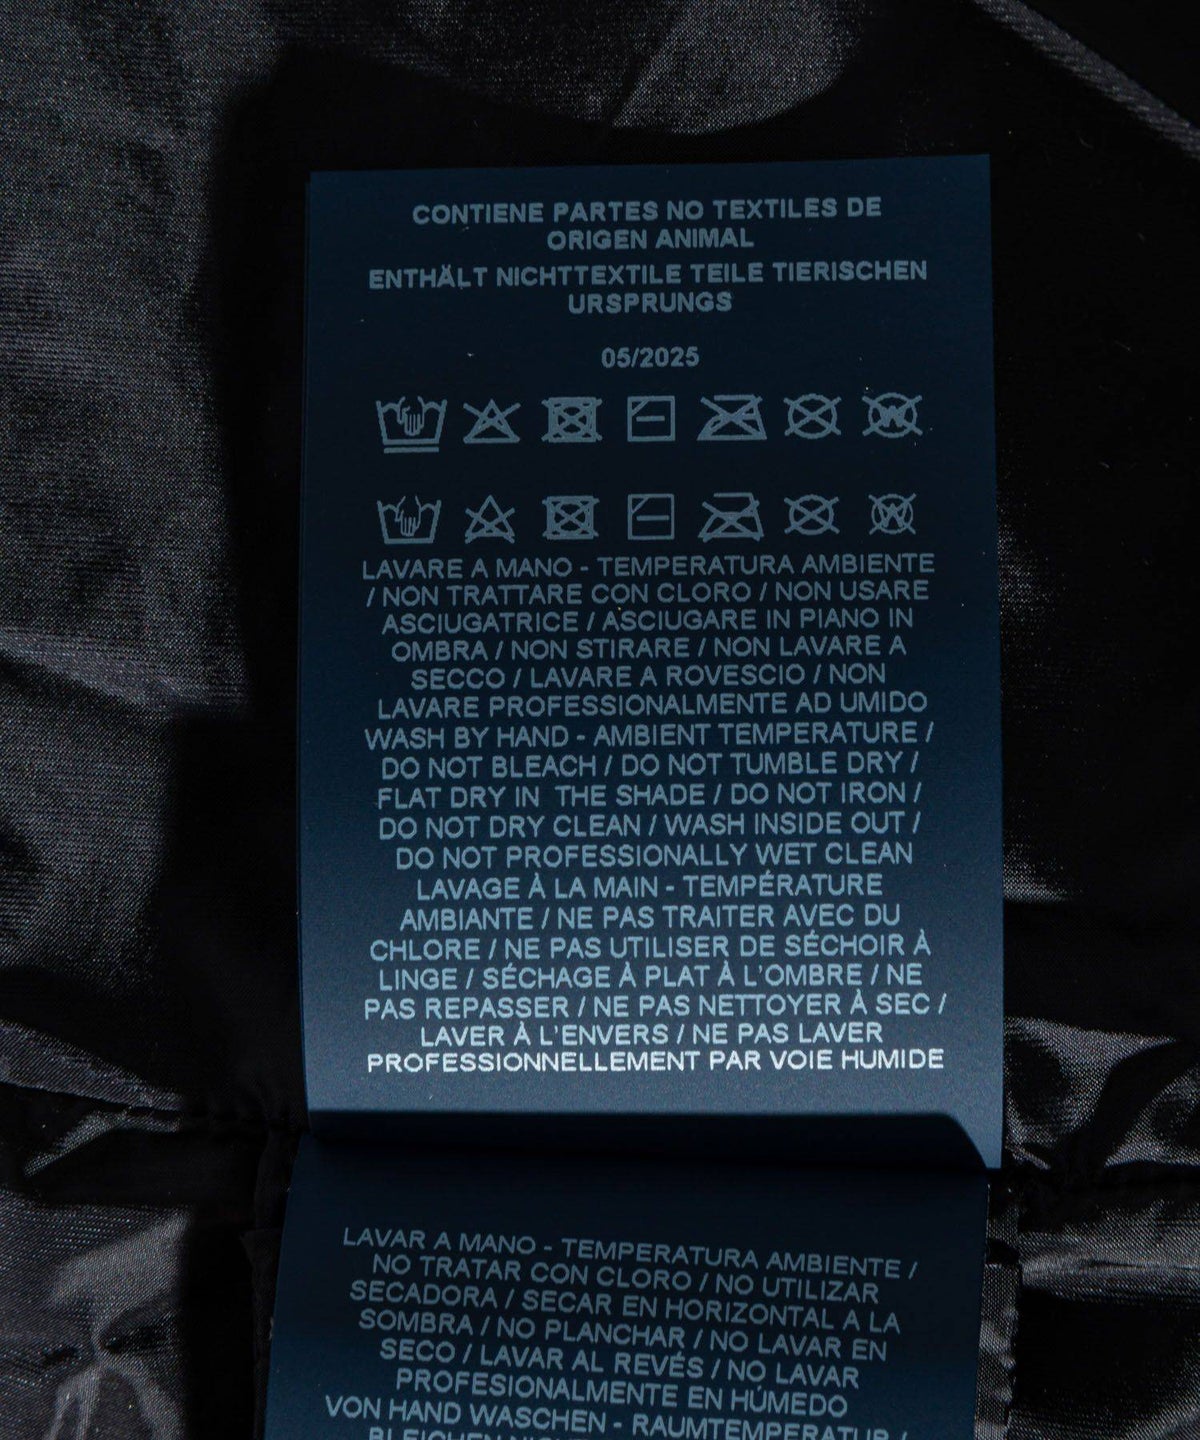 CONTIENE PARTES NO TEXTILES DE
ORIGEN ANIMAL
ENTHÄLT NICHTTEXTILE TEILE TIERISCHEN
URSPRUNGS
05/2025
LAVARE A MANO - TEMPERATURA AMBIENTE
/ NON TRATTARE CON CLORO / NON USARE
ASCIUGATRICE / ASCIUGARE IN PIANO IN
OMBRA / NON STIRARE / NON LAVARE A
SECCO / LAVARE A ROVESCIO / NON
LAVARE PROFESSIONALMENTE AD UMIDO
WASH BY HAND - AMBIENT TEMPERATURE /
DO NOT BLEACH / DO NOT TUMBLE DRY /
FLAT DRY IN THE SHADE / DO NOT IRON /
DO NOT DRY CLEAN / WASH INSIDE OUT /
DO NOT PROFESSIONALLY WET CLEAN
LAVAGE À LA MAIN - TEMPÉRATURE
AMBIANTE / NE PAS TRAITER AVEC DU
CHLORE / NE PAS UTILISER DE SÉCHOIR À
LINGE / SÉCHAGE À PLAT À L'OMBRE / NE
PAS REPASSER / NE PAS NETTOYER À SEC /
LAVER À L'ENVERS / NE PAS LAVER
PROFESSIONNELLEMENT PAR VOIE HUMIDE
LAVAR A MANO - TEMPERATURA AMBIENTE /
NO TRATAR CON CLORO / NO UTILIZAR
SECADORA / SECAR EN HORIZONTAL A LA
SOMBRA / NO PLANCHAR / NO LAVAR EN
SECO / LAVAR AL REVÉS / NO LAVAR
PROFESIONALMENTE EN HÚMEDO
VON HAND WASCHEN - RAUMTEMPERATUR /
BLEICHEN